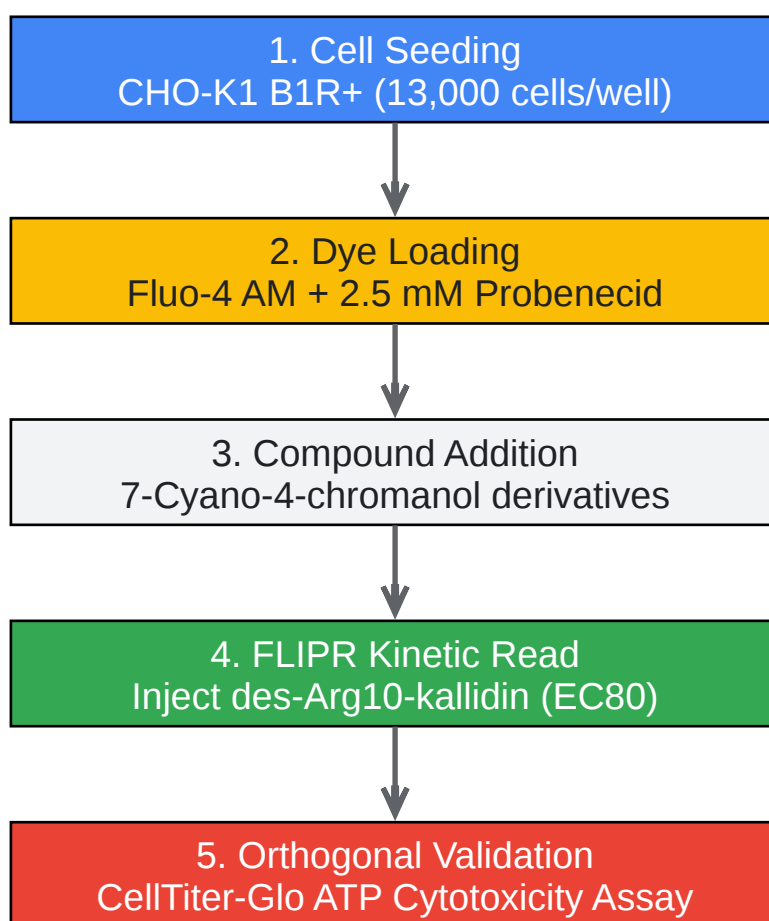 1. Cell Seeding
CHO-K1 B1R+ (13,000 cells/well)
2. Dye Loading
Fluo-4 AM + 2.5 mM Probenecid
3. Compound Addition
7-Cyano-4-chromanol derivatives
4. FLIPR Kinetic Read
Inject des-Arg10-kallidin (EC80)
5. Orthogonal Validation
CellTiter-Glo ATP Cytotoxicity Assay